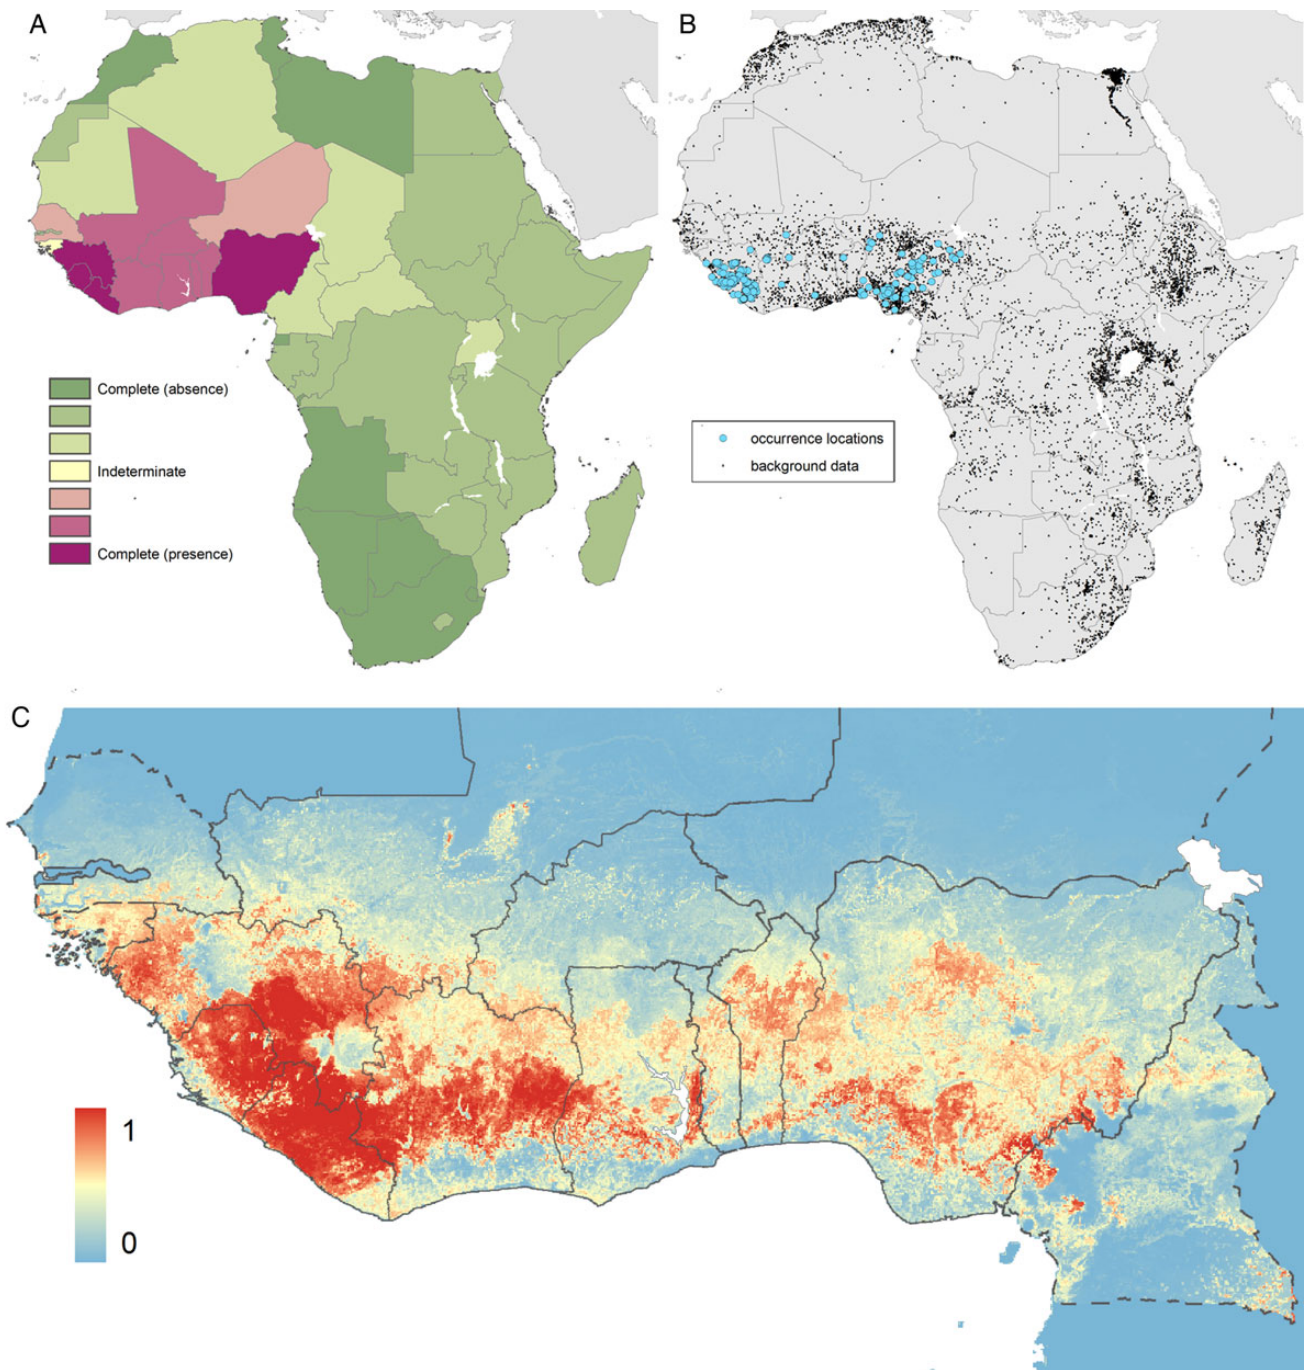 A
B
Complete (absence)
Indeterminate
Complete (presence)
occurrence locations
background data
C
1
0